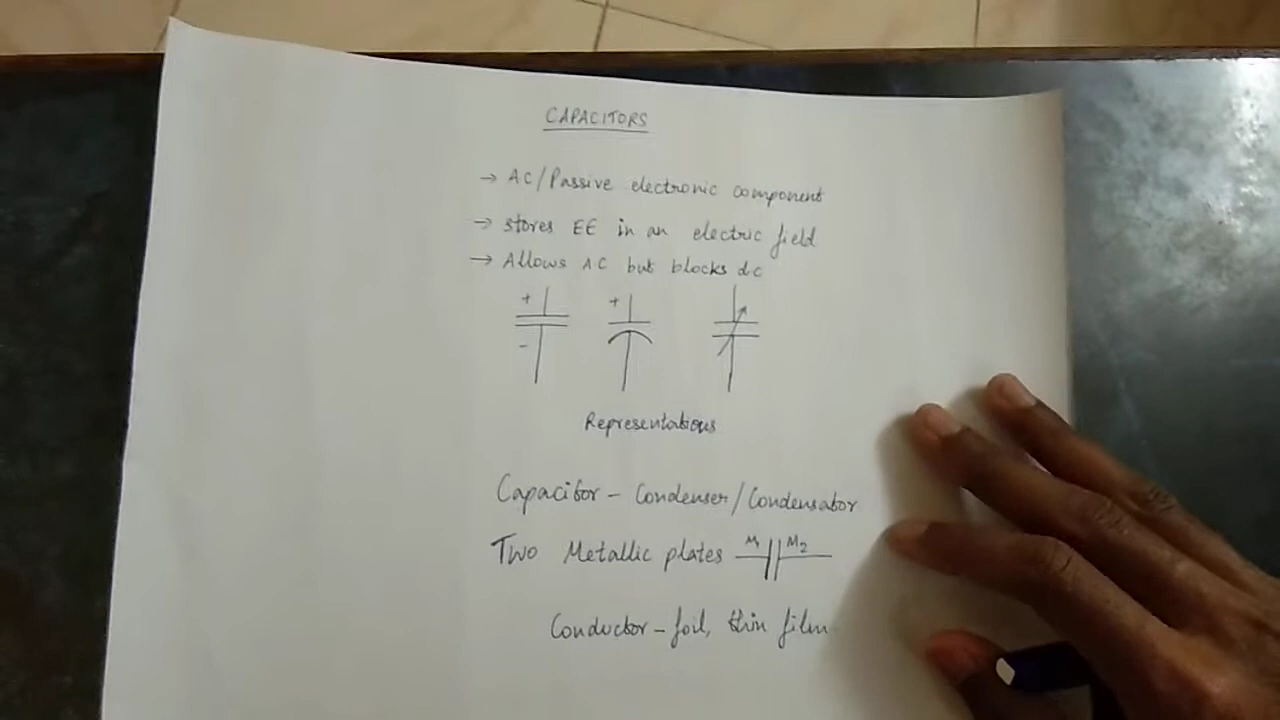 CAPACITORS
→ AC/Passive electronic component
→ stores EE in an electric field
→ Allows AC but blocks dc
+ +
-
Representations
Capacitor - Condenser/Condensator
Two Metallic plates M1 M2
Conductor - foil, thin film